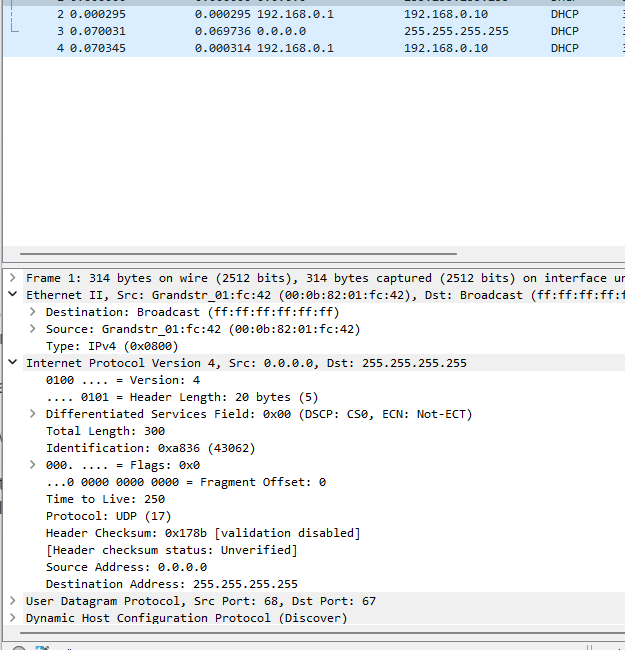 2 0.000295 0.000295 192.168.0.1 192.168.0.10 DHCP
3 0.070031 0.069736 0.0.0.0 255.255.255.255 DHCP
4 0.070345 0.000314 192.168.0.1 192.168.0.10 DHCP
Frame 1: 314 bytes on wire (2512 bits), 314 bytes captured (2512 bits) on interface
Ethernet II, Src: Grandstr_01:fc:42 (00:0b:82:01:fc:42), Dst: Broadcast (ff:ff:ff:ff:
Destination: Broadcast (ff:ff:ff:ff:ff:ff)
Source: Grandstr_01:fc:42 (00:0b:82:01:fc:42)
Type: IPv4 (0x0800)
Internet Protocol Version 4, Src: 0.0.0.0, Dst: 255.255.255.255
0100 .... = Version: 4
.... 0101 = Header Length: 20 bytes (5)
Differentiated Services Field: 0x00 (DSCP: CS0, ECN: Not-ECT)
Total Length: 300
Identification: 0xa836 (43062)
000. .... = Flags: 0x0
...0 0000 0000 0000 = Fragment Offset: 0
Time to Live: 250
Protocol: UDP (17)
Header Checksum: 0x178b [validation disabled]
[Header checksum status: Unverified]
Source Address: 0.0.0.0
Destination Address: 255.255.255.255
User Datagram Protocol, Src Port: 68, Dst Port: 67
Dynamic Host Configuration Protocol (Discover)